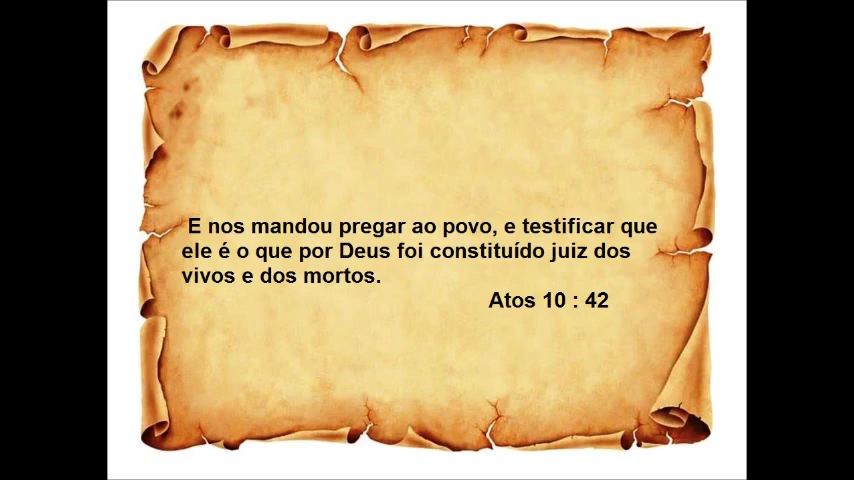 E nos mandou pregar ao povo, e testificar que
ele é o que por Deus foi constituído juiz dos
vivos e dos mortos.
Atos 10 : 42